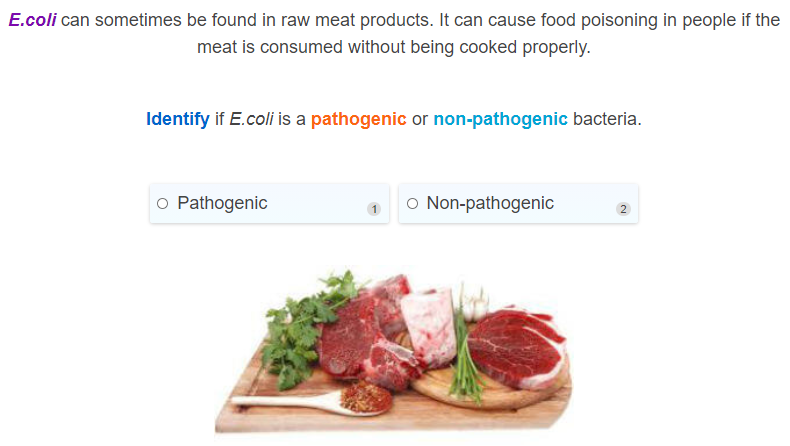 E.coli can sometimes be found in raw meat products. It can cause food poisoning in people if the
meat is consumed without being cooked properly.
Identify if E.coli is a pathogenic or non-pathogenic bacteria.
Pathogenic 1
Non-pathogenic 2